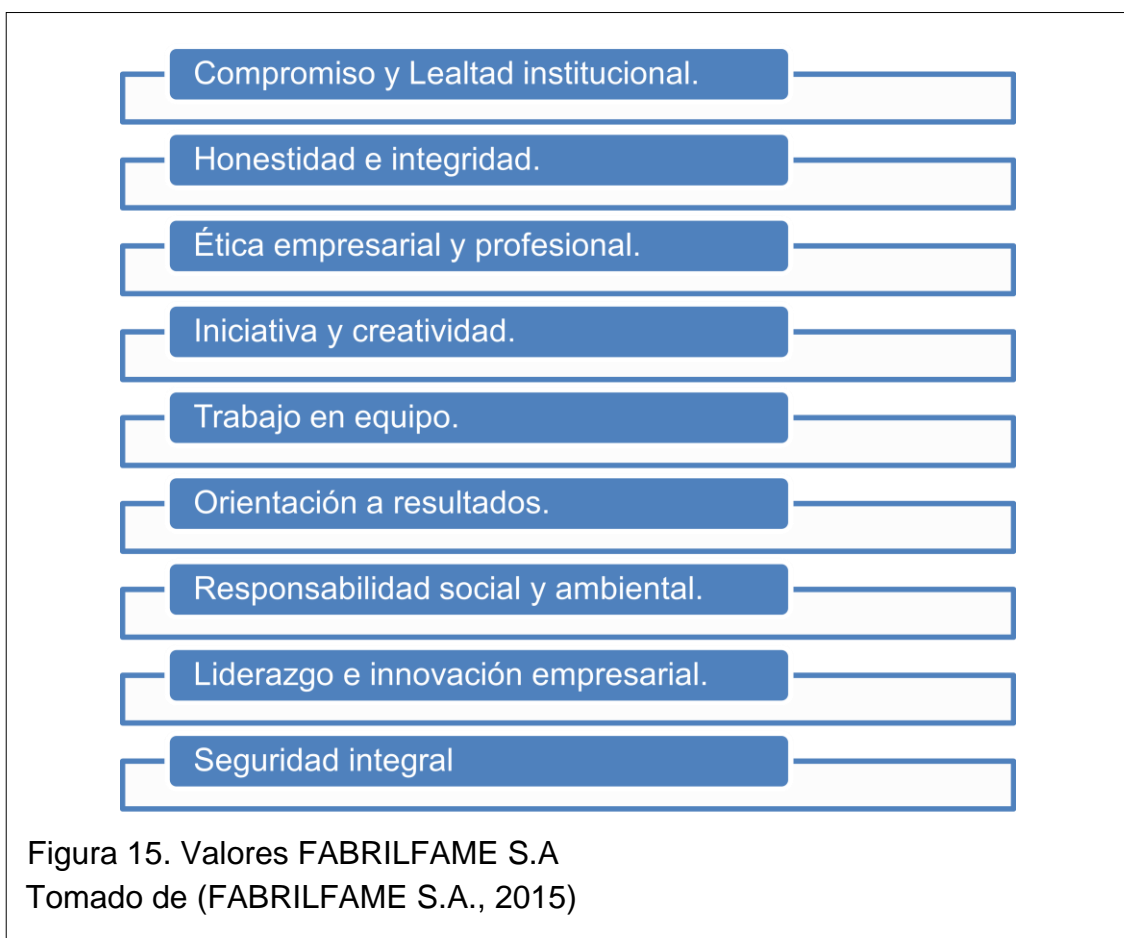 Compromiso y Lealtad institucional.
Honestidad e integridad.
Ética empresarial y profesional.
Iniciativa y creatividad.
Trabajo en equipo.
Orientación a resultados.
Responsabilidad social y ambiental.
Liderazgo e innovación empresarial.
Seguridad integral
Figura 15. Valores FABRILFAME S.A
Tomado de (FABRILFAME S.A., 2015)